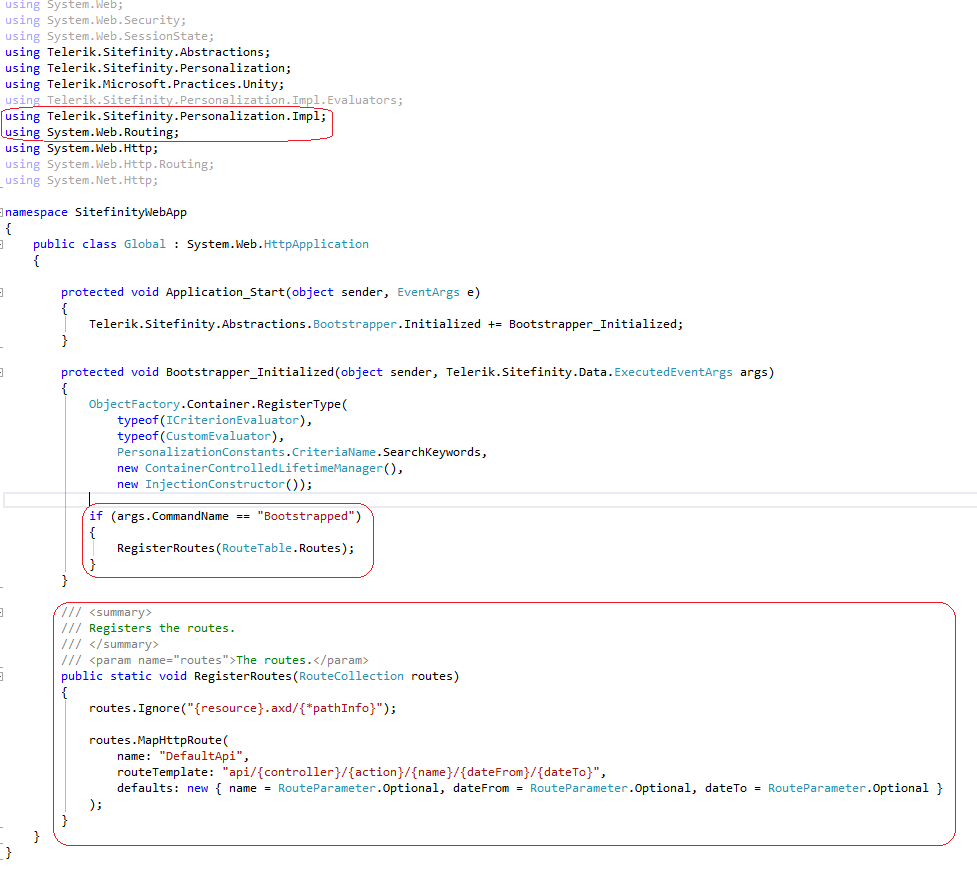 using System.Web;
using System.Web.Security;
using System.Web.SessionState;
using Telerik.Sitefinity.Abstractions;
using Telerik.Sitefinity.Personalization;
using Telerik.Microsoft.Practices.Unity;
using Telerik.Sitefinity.Personalization.Impl.Evaluators;
using Telerik.Sitefinity.Personalization.Impl;
using System.Web.Routing;
using System.Web.Http;
using System.Web.Http.Routing;
using System.Net.Http;
namespace SitefinityWebApp
{
public class Global : System.Web.HttpApplication
{
protected void Application_Start(object sender, EventArgs e)
{
Telerik.Sitefinity.Abstractions.Bootstrapper.Initialized += Bootstrapper_Initialized;
}
protected void Bootstrapper_Initialized(object sender, Telerik.Sitefinity.Data.ExecutedEventArgs args)
{
ObjectFactory.Container.RegisterType(
typeof(ICriterionEvaluator),
typeof(CustomEvaluator),
PersonalizationConstants.CriteriaName.SearchKeywords,
new ContainerControlledLifetimeManager(),
new InjectionConstructor());
if (args.CommandName == "Bootstrapped")
{
RegisterRoutes(RouteTable.Routes);
}
}
/// <summary>
/// Registers the routes.
/// </summary>
/// <param name="routes">The routes.</param>
public static void RegisterRoutes(RouteCollection routes)
{
routes.Ignore("{resource}.axd/{*pathInfo}");
routes.MapHttpRoute(
name: "DefaultApi",
routeTemplate: "api/{controller}/{action}/{name}/{dateFrom}/{dateTo}",
defaults: new { name = RouteParameter.Optional, dateFrom = RouteParameter.Optional, dateTo = RouteParameter.Optional }
);
}
}
}